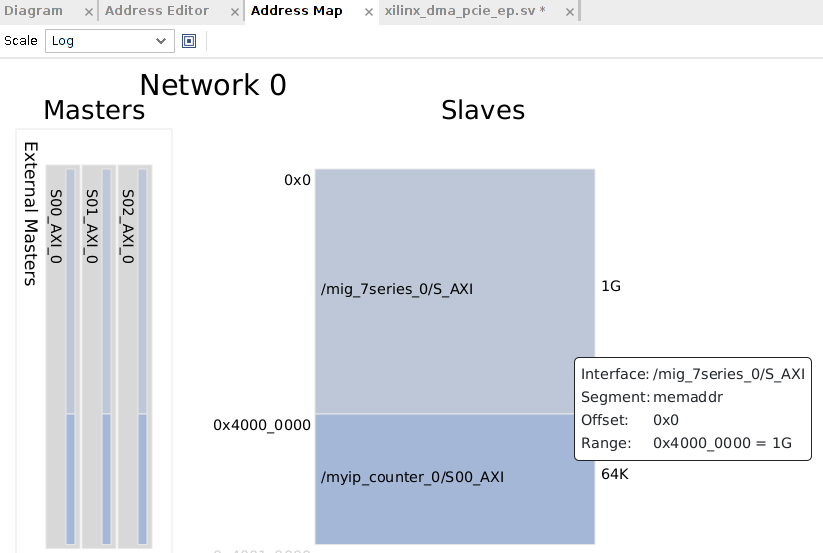 Diagram
Address Editor
Address Map
xilinx_dma_pcie_ep.sv *
Scale
Log
Network 0
Masters
Slaves
External Masters
S00_AXI_0
S01_AXI_0
S02_AXI_0
0x0
/mig_7series_0/S_AXI
1G
Interface: /mig_7series_0/S_AXI
Segment: memaddr
Offset: 0x0
Range: 0x4000_0000 = 1G
0x4000_0000
/myip_counter_0/S00_AXI
64K